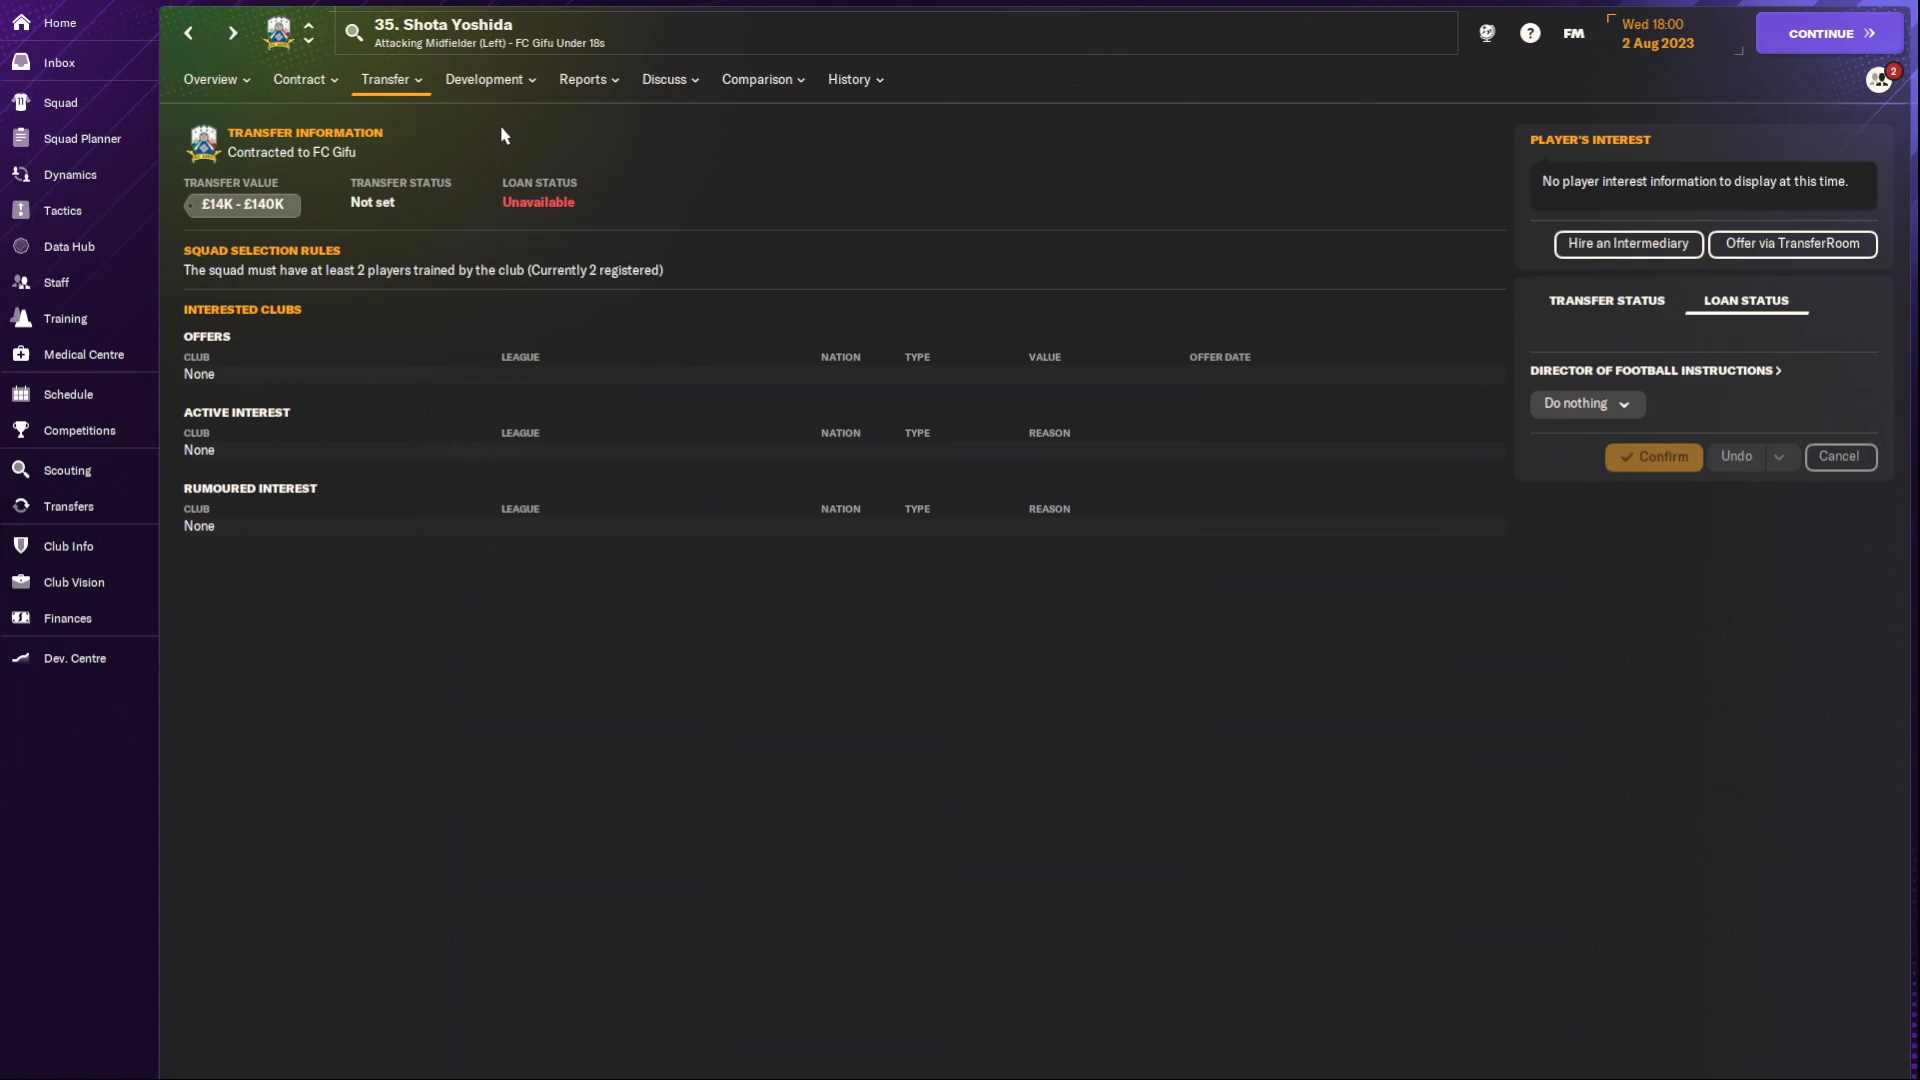 Home
Inbox
Squad
Squad Planner
Dynamics
Tactics
Data Hub
Staff
Training
Medical Centre
Schedule
Competitions
Scouting
Transfers
Club Info
Club Vision
Finances
Dev. Centre
35. Shota Yoshida
Attacking Midfielder (Left) - FC Gifu Under 18s
FM
Wed 18:00
2 Aug 2023
CONTINUE
2
Overview
Contract
Transfer
Development
Reports
Discuss
Comparison
History
TRANSFER INFORMATION
Contracted to FC Gifu
TRANSFER VALUE TRANSFER STATUS LOAN STATUS
£14K - £140K Not set Unavailable
SQUAD SELECTION RULES
The squad must have at least 2 players trained by the club (Currently 2 registered)
INTERESTED CLUBS
OFFERS
CLUB LEAGUE NATION TYPE VALUE OFFER DATE
None
ACTIVE INTEREST
CLUB LEAGUE NATION TYPE REASON
None
RUMOURED INTEREST
CLUB LEAGUE NATION TYPE REASON
None
PLAYER'S INTEREST
No player interest information to display at this time.
Hire an Intermediary Offer via TransferRoom
TRANSFER STATUS LOAN STATUS
DIRECTOR OF FOOTBALL INSTRUCTIONS >
Do nothing
Confirm Undo Cancel